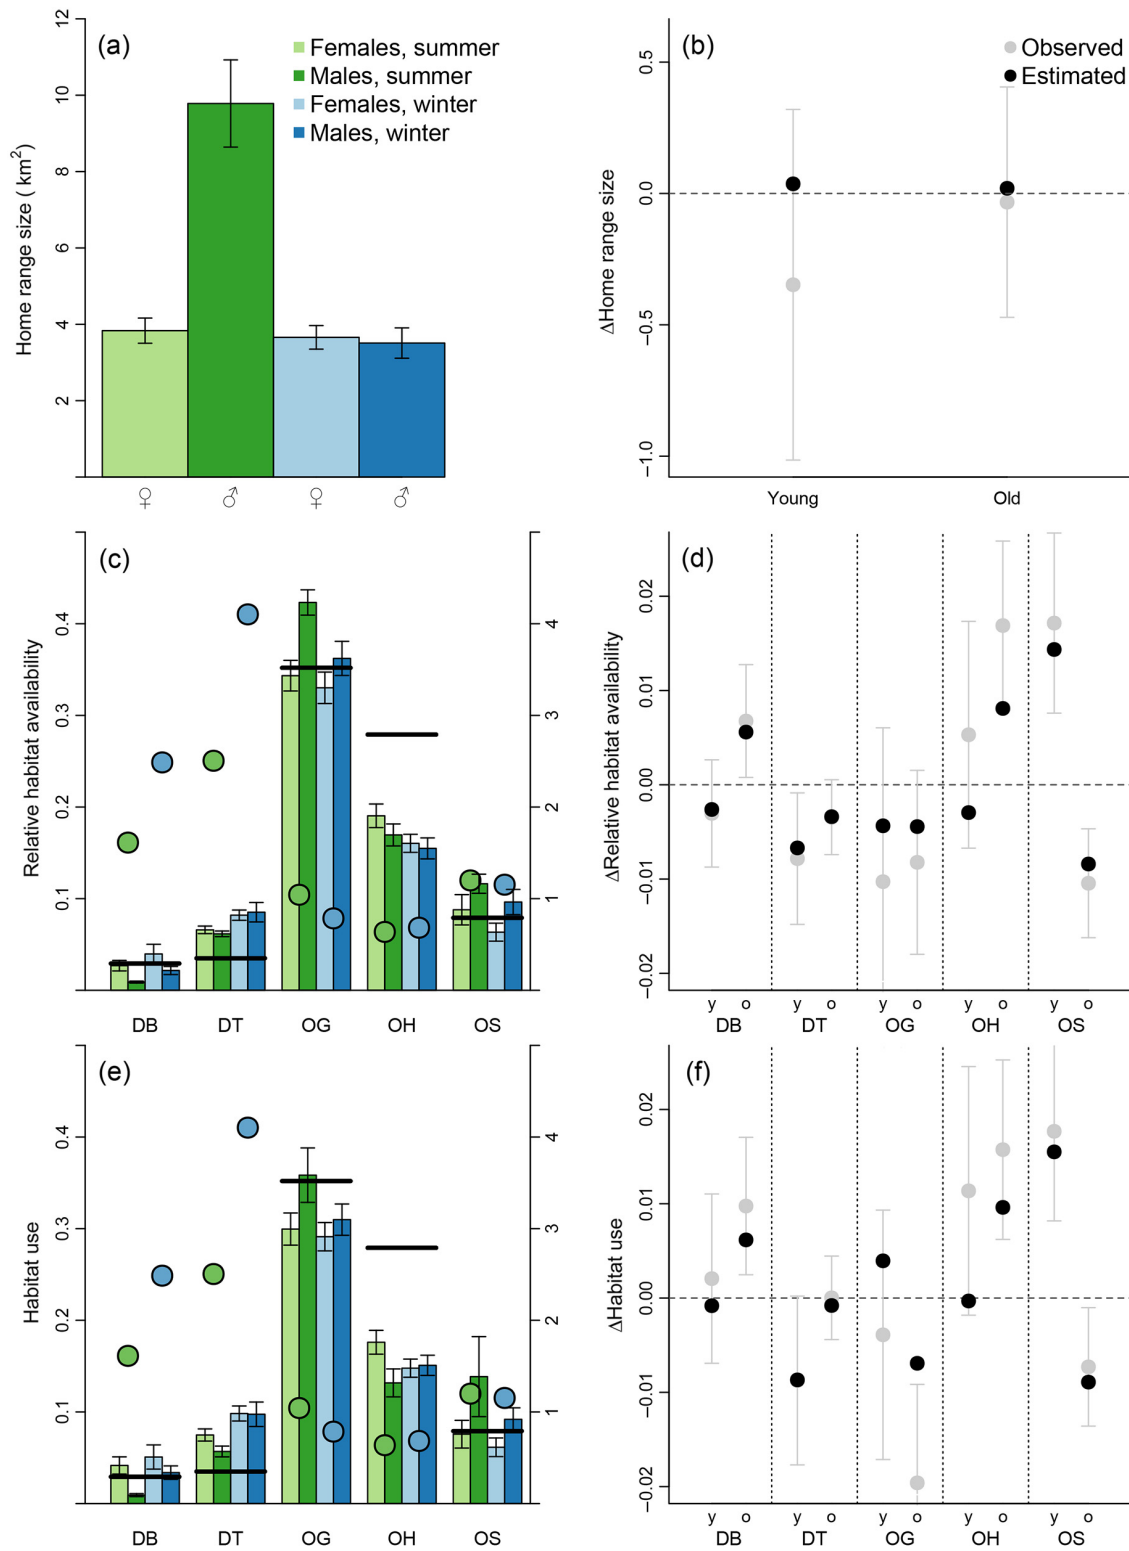 (a)
Females, summer
Males, summer
Females, winter
Males, winter
12
10
8
6
4
2
Home range size ( km²)
♀ ♂ ♀ ♂
(b)
Observed
Estimated
0.5
0.0
−0.5
−1.0
ΔHome range size
Young Old
(c)
0.4
0.3
0.2
0.1
Relative habitat availability
4
3
2
1
DB DT OG OH OS
(d)
0.02
0.01
0.00
−0.01
−0.02
ΔRelative habitat availability
y o y o y o y o y o
DB DT OG OH OS
(e)
0.4
0.3
0.2
0.1
Habitat use
4
3
2
1
DB DT OG OH OS
(f)
0.02
0.01
0.00
−0.01
−0.02
ΔHabitat use
y o y o y o y o y o
DB DT OG OH OS